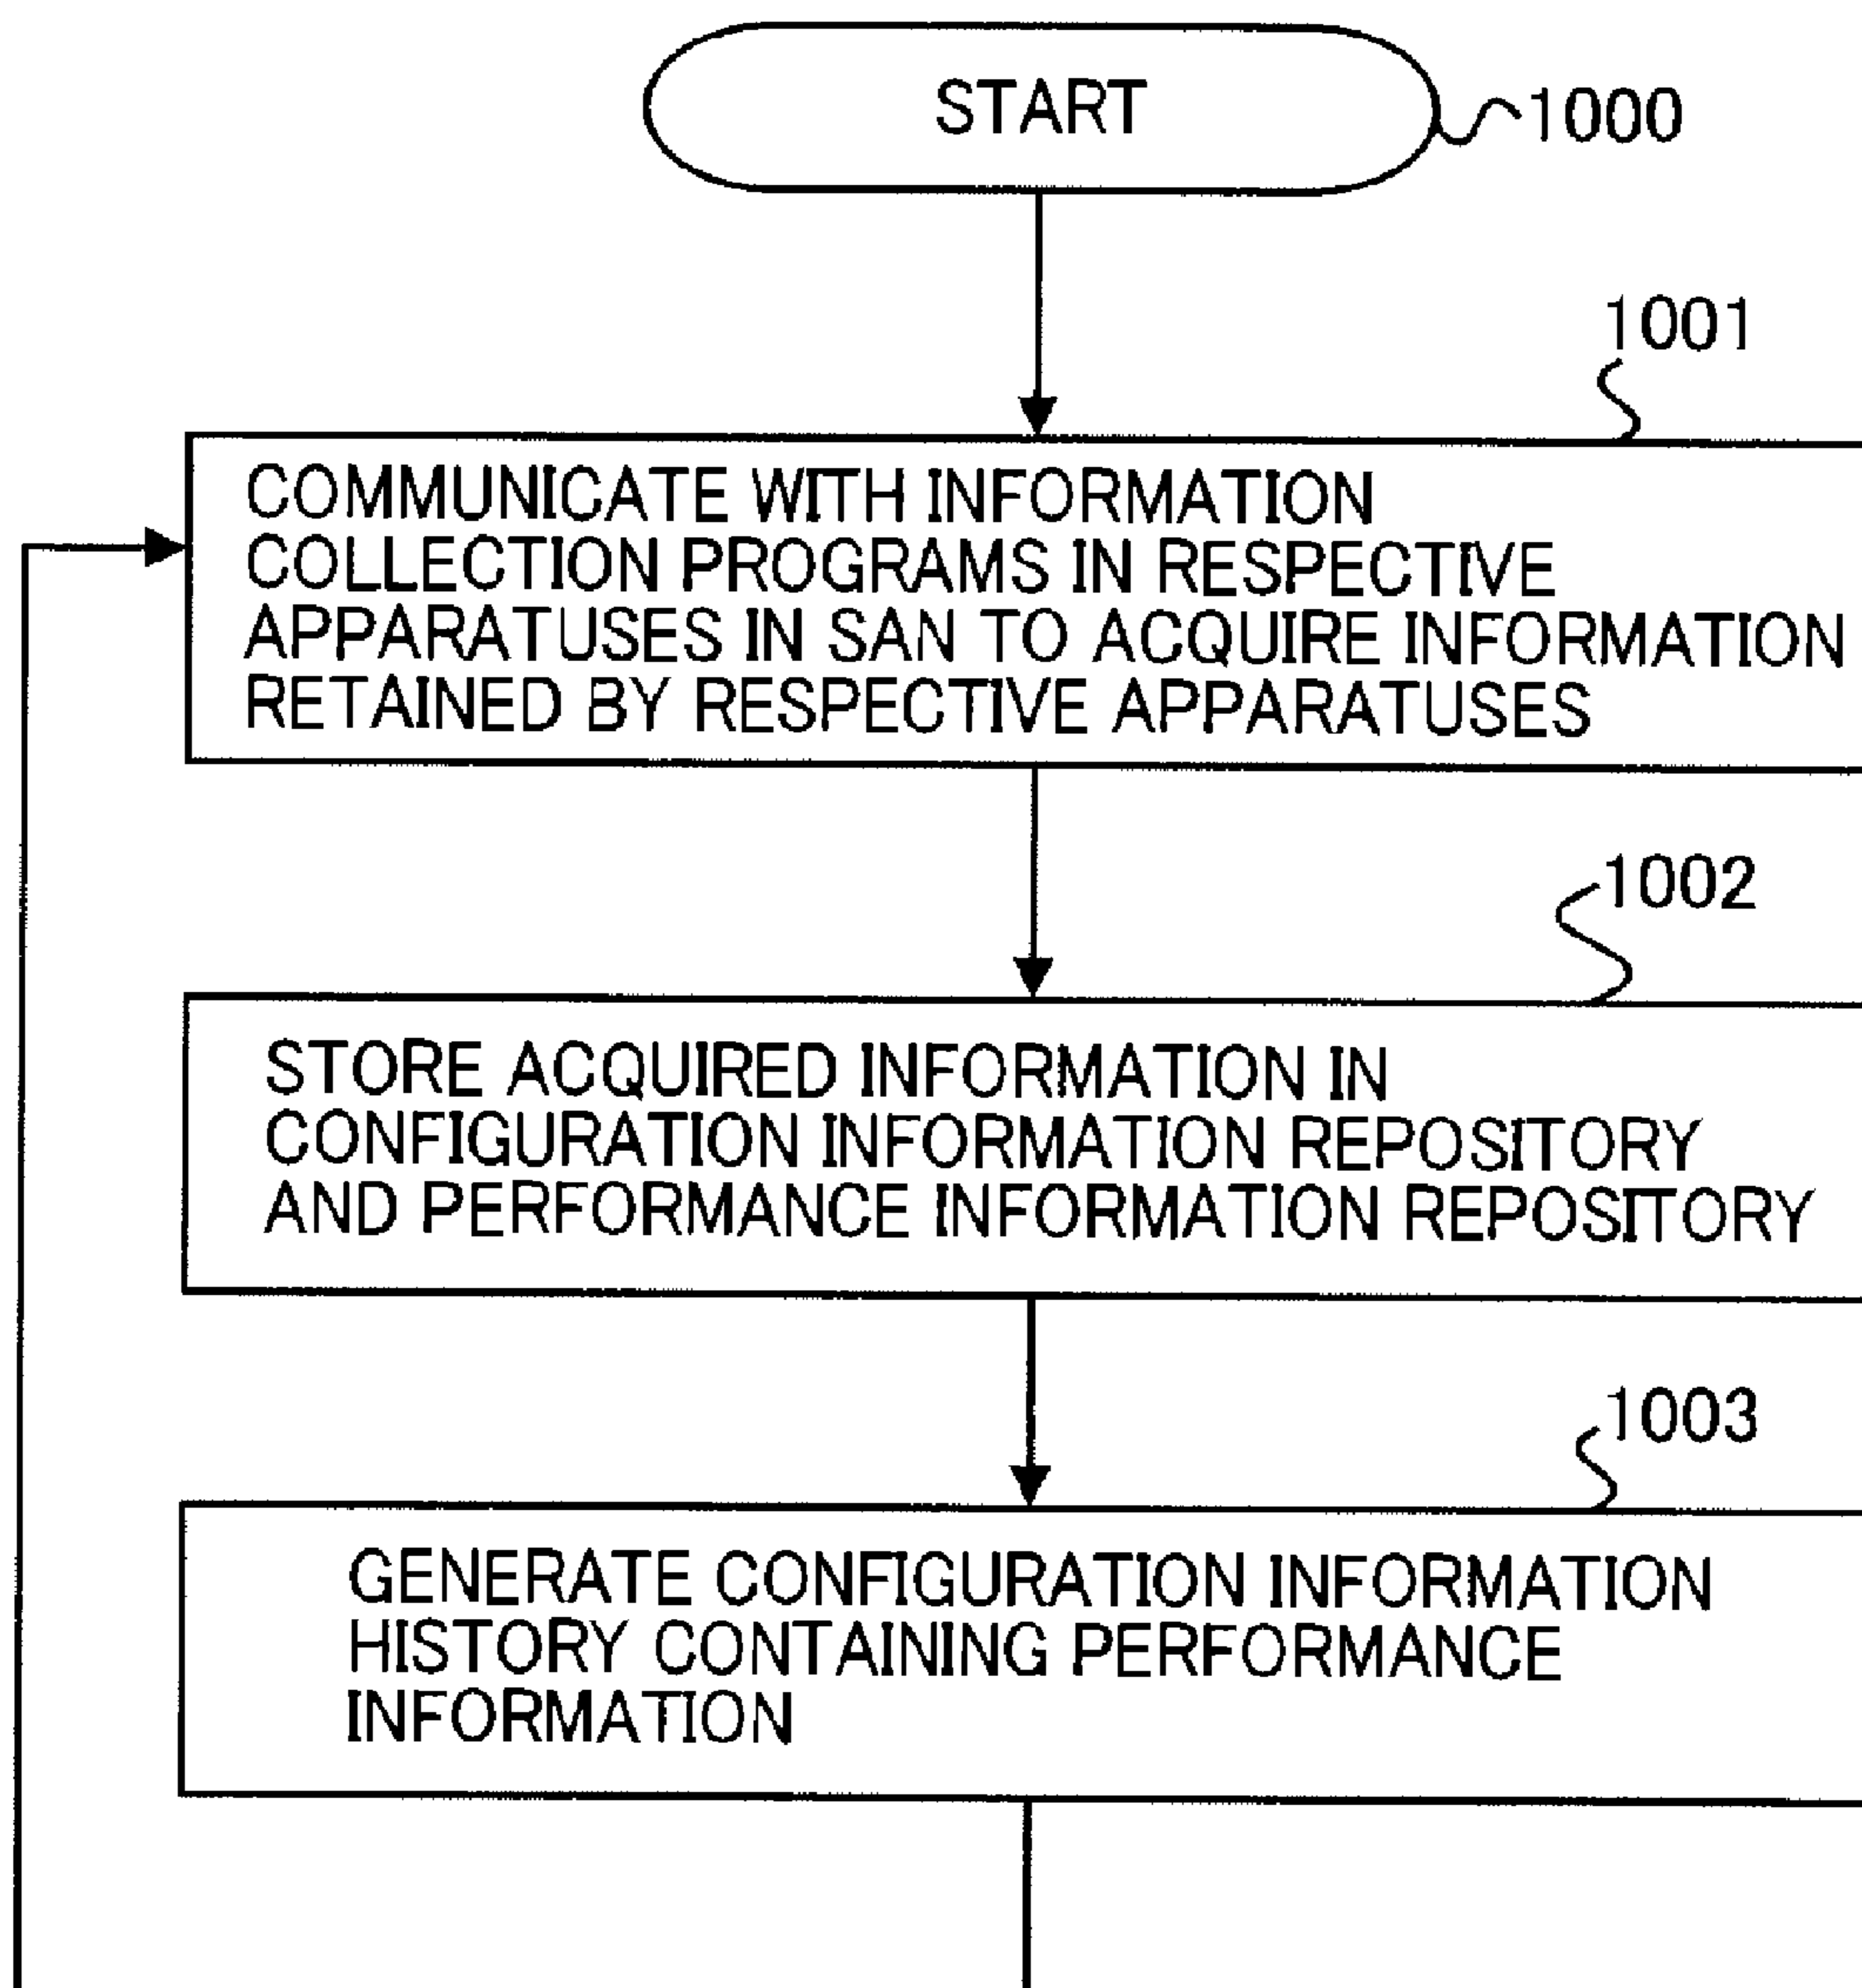 START
1000
1001
COMMUNICATE WITH INFORMATION
COLLECTION PROGRAMS IN RESPECTIVE
APPARATUSES IN SAN TO ACQUIRE INFORMATION
RETAINED BY RESPECTIVE APPARATUSES
1002
STORE ACQUIRED INFORMATION IN
CONFIGURATION INFORMATION REPOSITORY
AND PERFORMANCE INFORMATION REPOSITORY
1003
GENERATE CONFIGURATION INFORMATION
HISTORY CONTAINING PERFORMANCE
INFORMATION